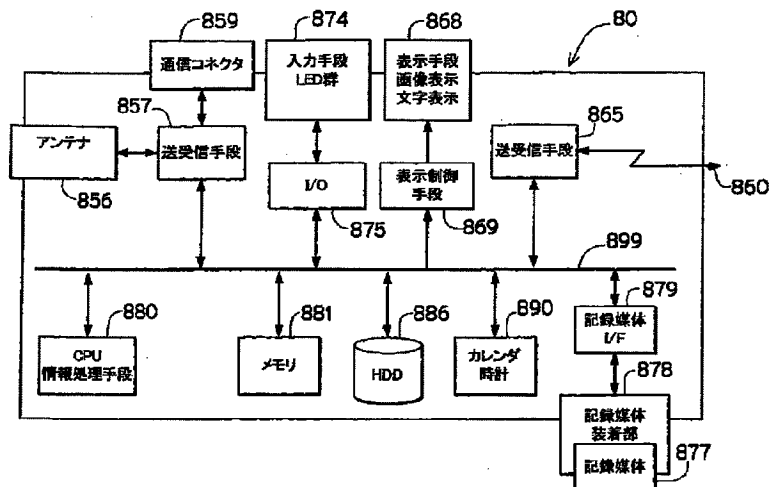 859
874
868
80
通信コネクタ
入力手段
LED群
表示手段
画像表示
文字表示
857
865
アンテナ
送受信手段
送受信手段
856
I/O
表示制御
手段
860
875
869
899
880
881
886
890
879
CPU
情報処理手段
メモリ
HDD
カレンダ
時計
記録媒体
I/F
878
記録媒体
装着部
記録媒体
877